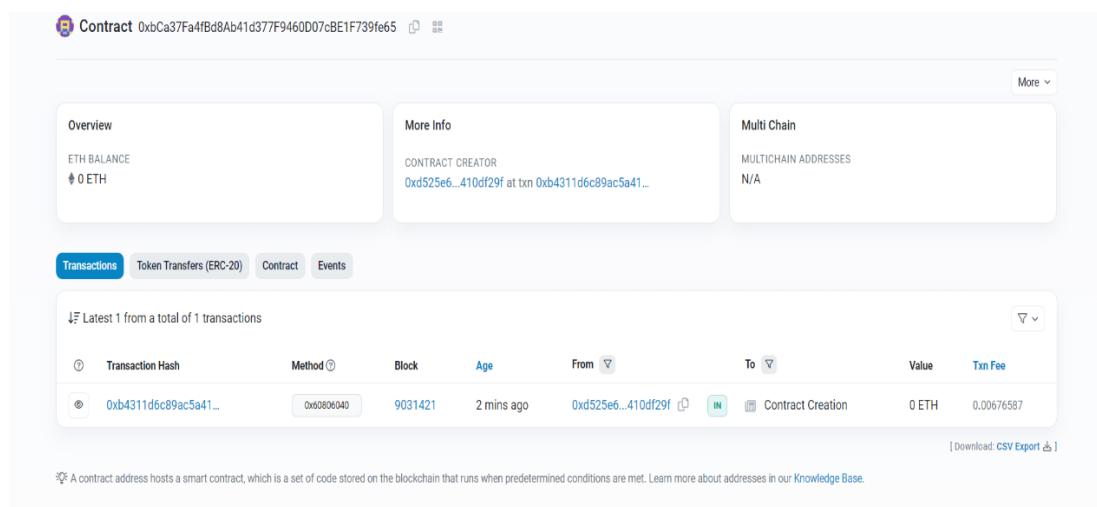 Contract 0xbCa37Fa4fBd8Ab41d377F9460D07cBE1F739fe65
More
Overview
ETH BALANCE
0 ETH
More Info
CONTRACT CREATOR
0xd525e6...410df29f at txn 0xb4311d6c89ac5a41...
Multi Chain
MULTICHAIN ADDRESSES
N/A
Transactions Token Transfers (ERC-20) Contract Events
Latest 1 from a total of 1 transactions
Transaction Hash Method Block Age From To Value Txn Fee
0xb4311d6c89ac5a41... 0x60806040 9031421 2 mins ago 0xd525e6...410df29f IN Contract Creation 0 ETH 0.00676587
[ Download: CSV Export ]
A contract address hosts a smart contract, which is a set of code stored on the blockchain that runs when predetermined conditions are met. Learn more about addresses in our Knowledge Base.